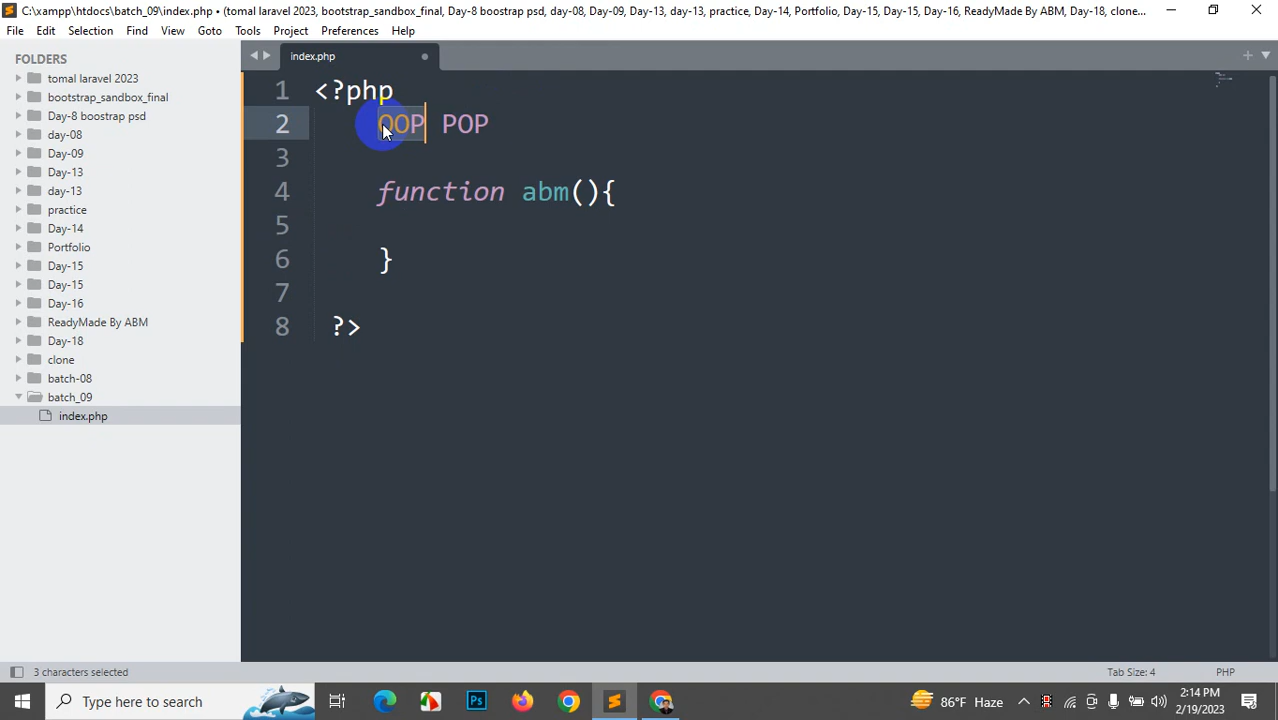 C:\xampp\htdocs\batch_09\index.php • (tomal laravel 2023, bootstrap_sandbox_final, Day-8 boostrap psd, day-08, Day-09, Day-13, day-13, practice, Day-14, Portfolio, Day-15, Day-15, Day-16, ReadyMade By ABM, Day-18, clone...
File Edit Selection Find View Goto Tools Project Preferences Help
FOLDERS
tomal laravel 2023
bootstrap_sandbox_final
Day-8 boostrap psd
day-08
Day-09
Day-13
day-13
practice
Day-14
Portfolio
Day-15
Day-15
Day-16
ReadyMade By ABM
Day-18
clone
batch-08
batch_09
index.php
index.php
1 <?php
2 OOP POP
3
4 function abm(){
5
6 }
7
8 ?>
3 characters selected
Tab Size: 4 PHP
Type here to search
Ps
86°F Haze
2:14 PM
2/19/2023